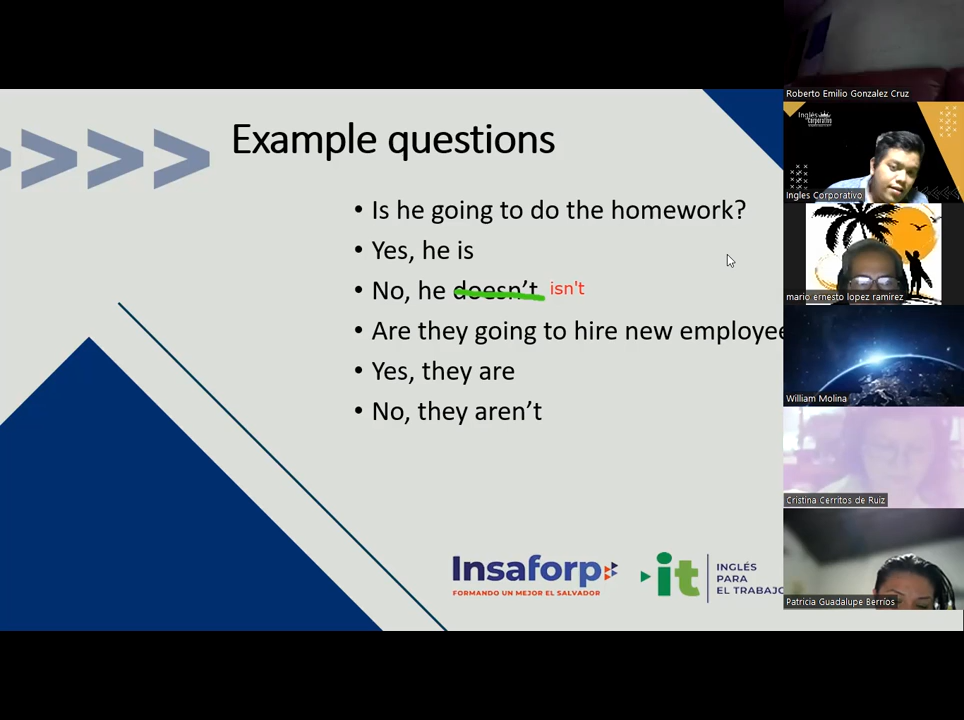 Example questions
• Is he going to do the homework?
• Yes, he is
• No, he doesn't isn't
• Are they going to hire new employee
• Yes, they are
• No, they aren't
Insaforp
FORMANDO UN MEJOR EL SALVADOR
it
INGLÉS
PARA
EL TRABAJO
Roberto Emilio Gonzalez Cruz
Inglés
Corporativo
Ingles Corporativo
mario ernesto lopez ramirez
William Molina
Cristina Cerritos de Ruiz
Patricia Guadalupe Berríos